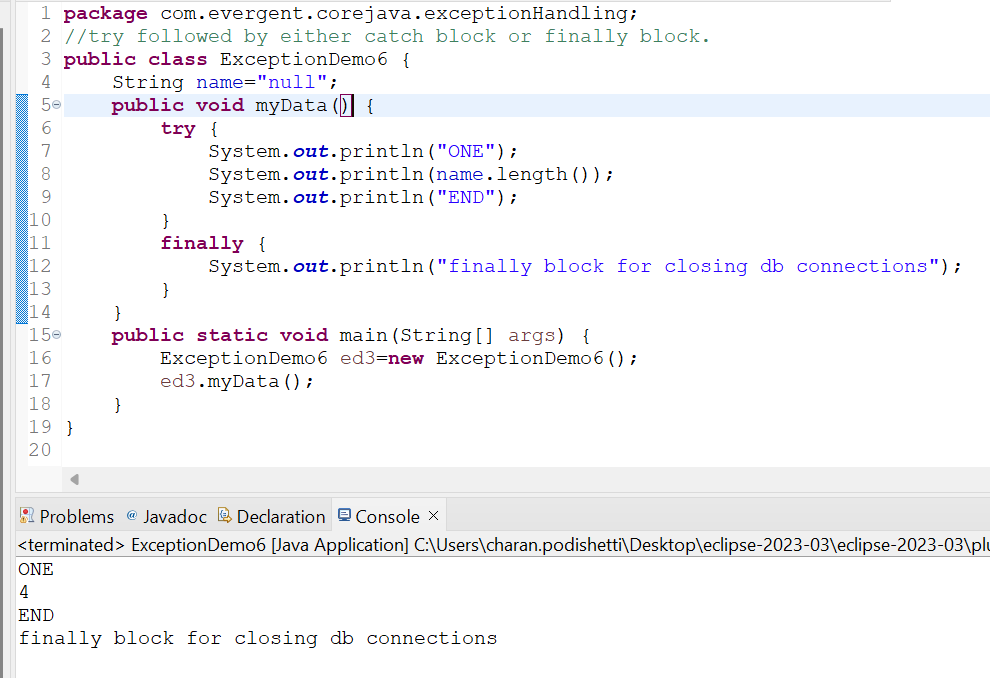 1 package com.evergent.corejava.exceptionHandling;
2 //try followed by either catch block or finally block.
3 public class ExceptionDemo6 {
4     String name="null";
5     public void myData() {
6         try {
7             System.out.println("ONE");
8             System.out.println(name.length());
9             System.out.println("END");
10         }
11         finally {
12             System.out.println("finally block for closing db connections");
13         }
14     }
15     public static void main(String[] args) {
16         ExceptionDemo6 ed3=new ExceptionDemo6();
17         ed3.myData();
18     }
19 }
20
Problems @ Javadoc Declaration Console
<terminated> ExceptionDemo6 [Java Application] C:\Users\charan.podishetti\Desktop\eclipse-2023-03\eclipse-2023-03\plu
ONE
4
END
finally block for closing db connections